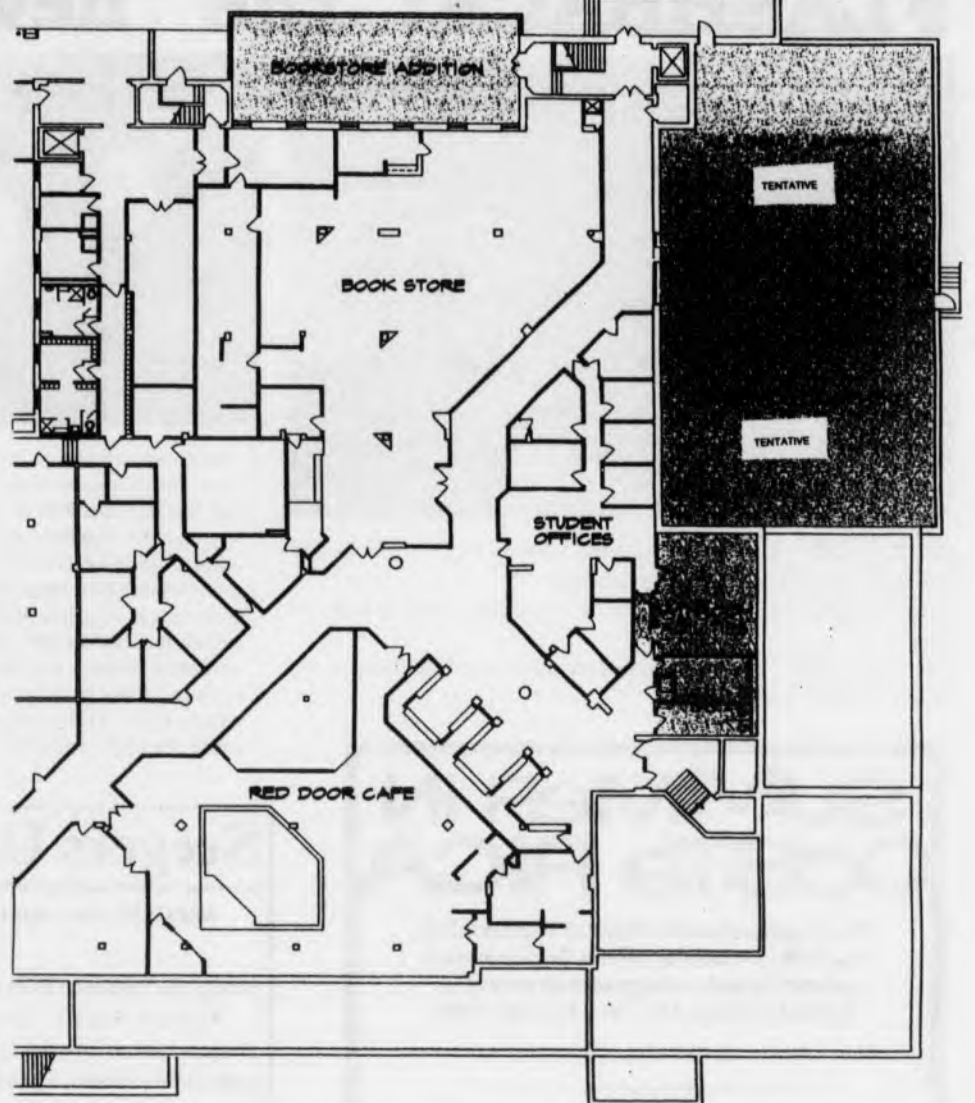 BOOKSTORE ADDITION
TENTATIVE
BOOK STORE
TENTATIVE
STUDENT
OFFICES
RED DOOR CAFE